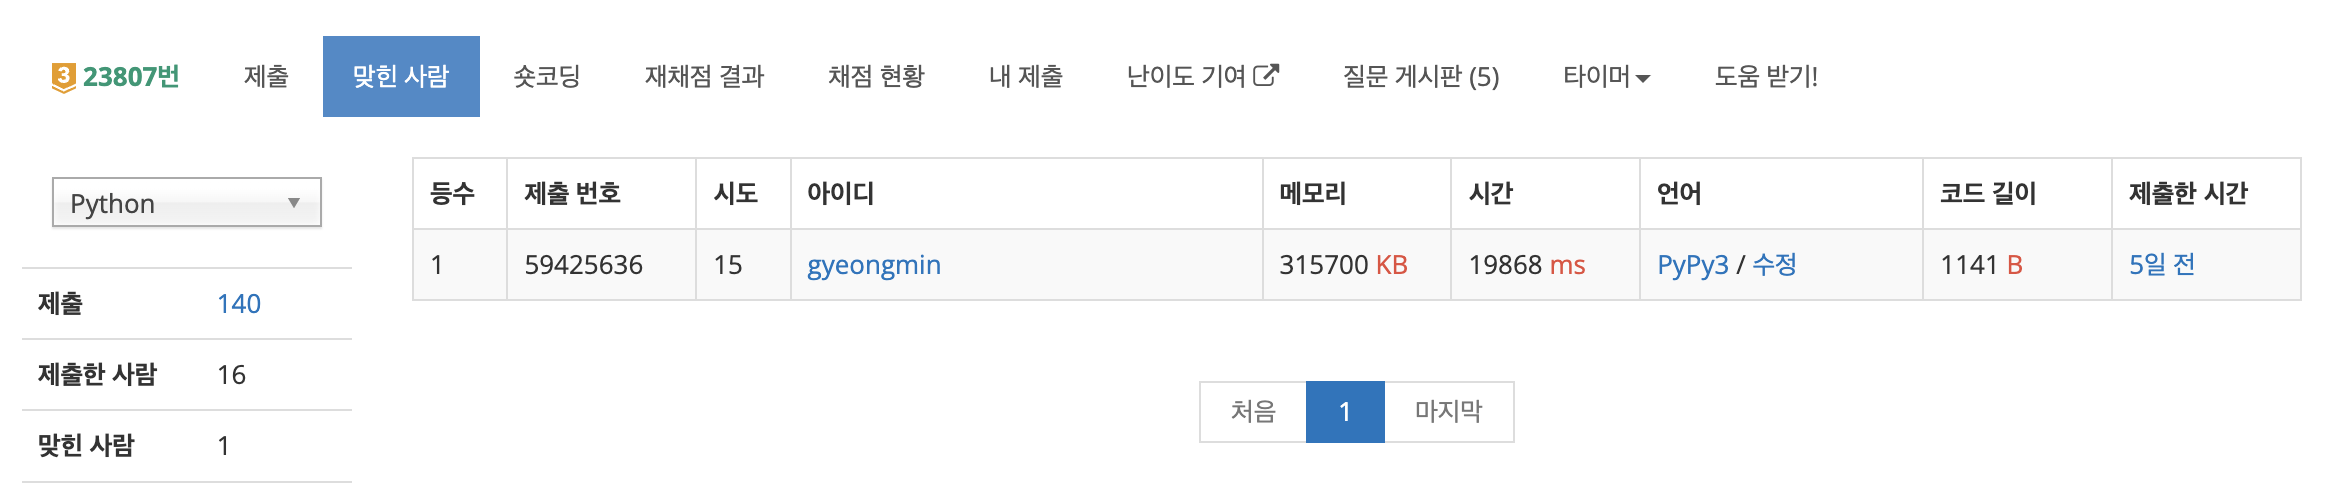 3 23807번 제출 맞힌 사람 숏코딩 재채점 결과 채점 현황 내 제출 난이도 기여 질문 게시판 (5) 타이머 도움 받기!
Python
제출 140
제출한 사람 16
맞힌 사람 1
등수 제출 번호 시도 아이디 메모리 시간 언어 코드 길이 제출한 시간
1 59425636 15 gyeongmin 315700 KB 19868 ms PyPy3 / 수정 1141 B 5일 전
처음 1 마지막